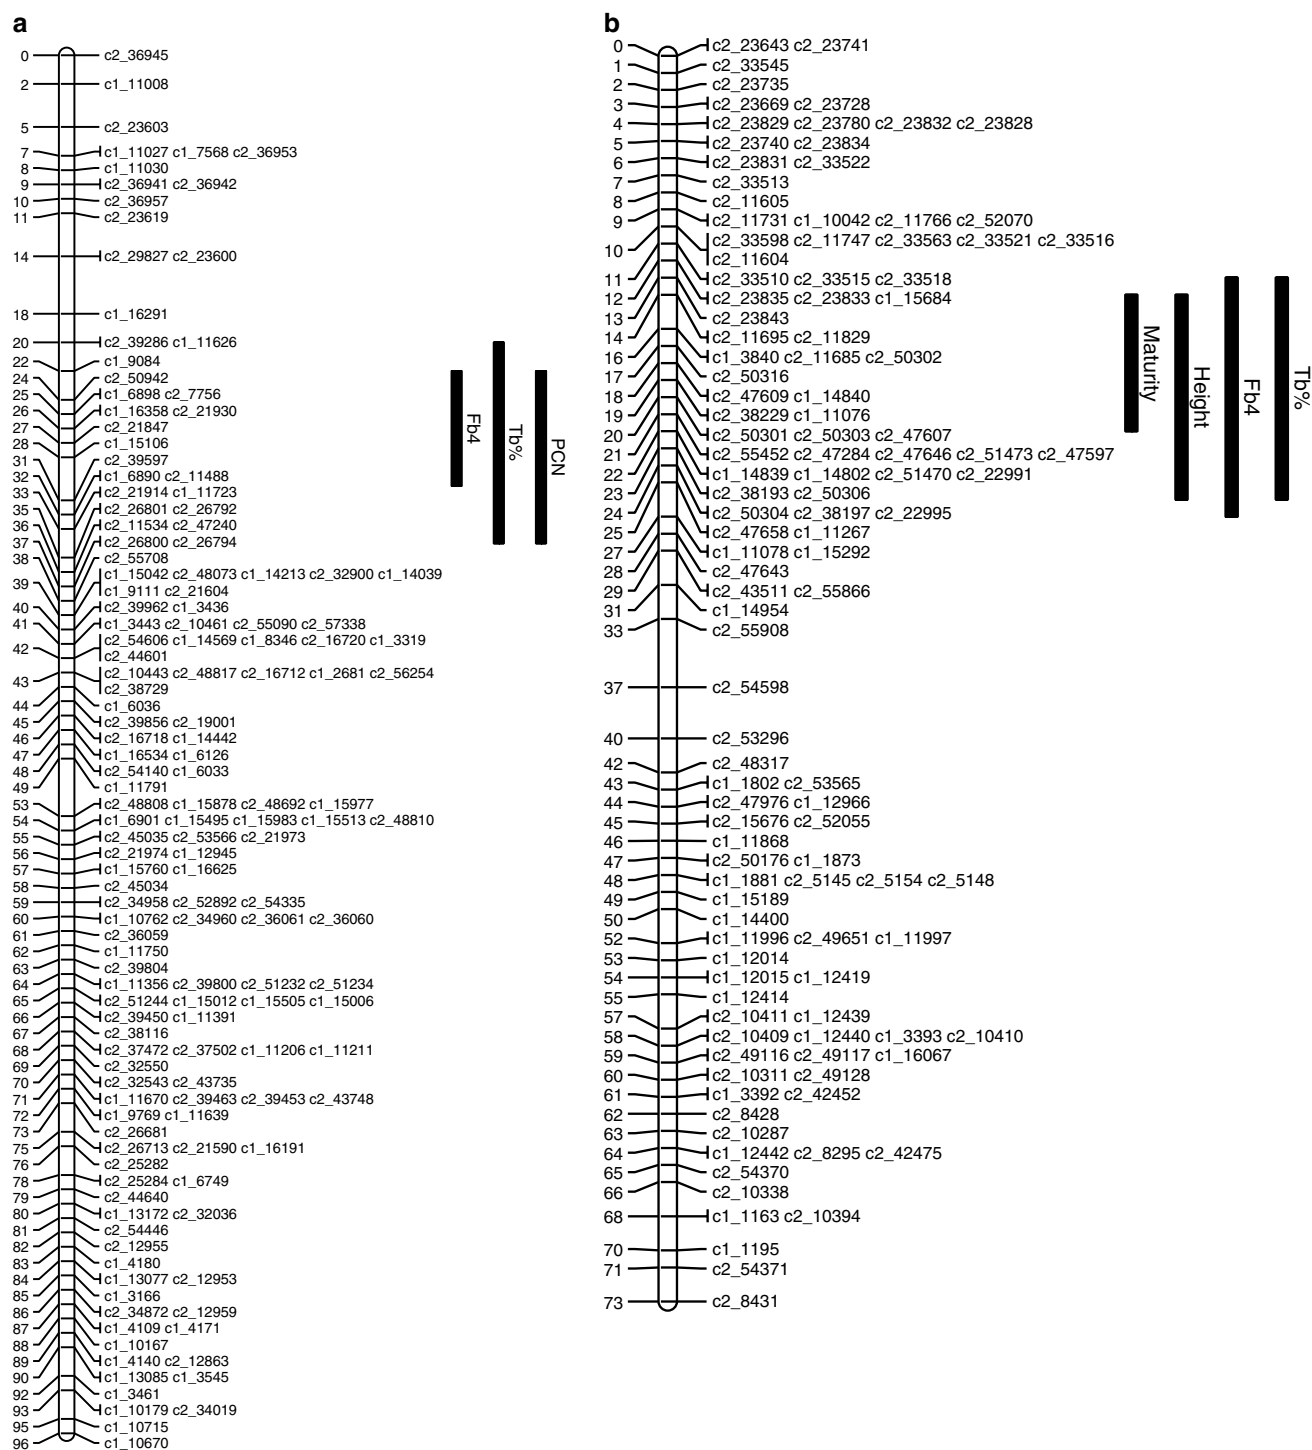 a
0 c2_36945
2 c1_11008
5 c2_23603
7 c1_11027 c1_7568 c2_36953
8 c1_11030
9 c2_36941 c2_36942
10 c2_36957
11 c2_23619
14 c2_29827 c2_23600
18 c1_16291
20 c2_39286 c1_11626
22 c1_9084
24 c2_50942
25 c1_6898 c2_7756
26 c1_16358 c2_21930
27 c2_21847
28 c1_15106
31 c2_39597
32 c1_6890 c2_11488
33 c2_21914 c1_11723
35 c2_26801 c2_26792
36 c2_11534 c2_47240
37 c2_26800 c2_26794
38 c2_55708
39 c1_15042 c2_48073 c1_14213 c2_32900 c1_14039
c1_9111 c2_21604
40 c2_39962 c1_3436
41 c1_3443 c2_10461 c2_55090 c2_57338
42 c2_54606 c1_14569 c1_8346 c2_16720 c1_3319
c2_44601
43 c2_10443 c2_48817 c2_16712 c1_2681 c2_56254
c2_38729
44 c1_6036
45 c2_39856 c2_19001
46 c2_16718 c1_14442
47 c1_16534 c1_6126
48 c2_54140 c1_6033
49 c1_11791
53 c2_48808 c1_15878 c2_48692 c1_15977
54 c1_6901 c1_15495 c1_15983 c1_15513 c2_48810
55 c2_45035 c2_53566 c2_21973
56 c2_21974 c1_12945
57 c1_15760 c1_16625
58 c2_45034
59 c2_34958 c2_52892 c2_54335
60 c1_10762 c2_34960 c2_36061 c2_36060
61 c2_36059
62 c1_11750
63 c2_39804
64 c1_11356 c2_39800 c2_51232 c2_51234
65 c2_51244 c1_15012 c1_15505 c1_15006
66 c2_39450 c1_11391
67 c2_38116
68 c2_37472 c2_37502 c1_11206 c1_11211
69 c2_32550
70 c2_32543 c2_43735
71 c1_11670 c2_39463 c2_39453 c2_43748
72 c1_9769 c1_11639
73 c2_26681
75 c2_26713 c2_21590 c1_16191
76 c2_25282
78 c2_25284 c1_6749
79 c2_44640
80 c1_13172 c2_32036
81 c2_54446
82 c2_12955
83 c1_4180
84 c1_13077 c2_12953
85 c1_3166
86 c2_34872 c2_12959
87 c1_4109 c1_4171
88 c1_10167
89 c1_4140 c2_12863
90 c1_13085 c1_3545
92 c1_3461
93 c1_10179 c2_34019
95 c1_10715
96 c1_10670
Fb4
Tb%
PCN
b
0 c2_23643 c2_23741
1 c2_33545
2 c2_23735
3 c2_23669 c2_23728
4 c2_23829 c2_23780 c2_23832 c2_23828
5 c2_23740 c2_23834
6 c2_23831 c2_33522
7 c2_33513
8 c2_11605
9 c2_11731 c1_10042 c2_11766 c2_52070
10 c2_33598 c2_11747 c2_33563 c2_33521 c2_33516
c2_11604
11 c2_33510 c2_33515 c2_33518
12 c2_23835 c2_23833 c1_15684
13 c2_23843
14 c2_11695 c2_11829
16 c1_3840 c2_11685 c2_50302
17 c2_50316
18 c2_47609 c1_14840
19 c2_38229 c1_11076
20 c2_50301 c2_50303 c2_47607
21 c2_55452 c2_47284 c2_47646 c2_51473 c2_47597
22 c1_14839 c1_14802 c2_51470 c2_22991
23 c2_38193 c2_50306
24 c2_50304 c2_38197 c2_22995
25 c2_47658 c1_11267
27 c1_11078 c1_15292
28 c2_47643
29 c2_43511 c2_55866
31 c1_14954
33 c2_55908
37 c2_54598
40 c2_53296
42 c2_48317
43 c1_1802 c2_53565
44 c2_47976 c1_12966
45 c2_15676 c2_52055
46 c1_11868
47 c2_50176 c1_1873
48 c1_1881 c2_5145 c2_5154 c2_5148
49 c1_15189
50 c1_14400
52 c1_11996 c2_49651 c1_11997
53 c1_12014
54 c1_12015 c1_12419
55 c1_12414
57 c2_10411 c1_12439
58 c2_10409 c1_12440 c1_3393 c2_10410
59 c2_49116 c2_49117 c1_16067
60 c2_10311 c2_49128
61 c1_3392 c2_42452
62 c2_8428
63 c2_10287
64 c1_12442 c2_8295 c2_42475
65 c2_54370
66 c2_10338
68 c1_1163 c2_10394
70 c1_1195
71 c2_54371
73 c2_8431
Maturity
Height
Fb4
Tb%